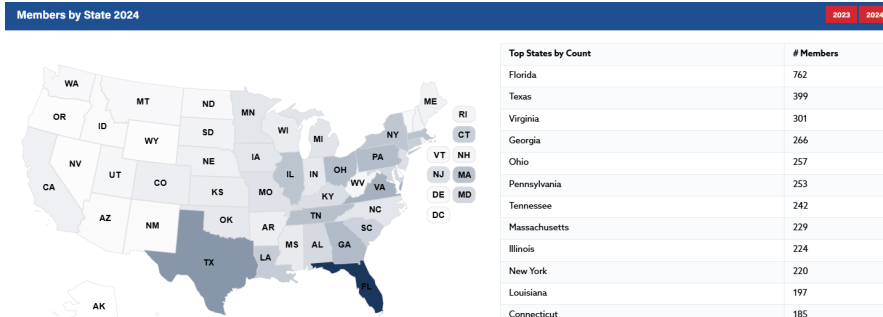 Members by State 2024
2023 2024
Top States by Count # Members
Florida 762
Texas 399
Virginia 301
Georgia 266
Ohio 257
Pennsylvania 253
Tennessee 242
Massachusetts 229
Illinois 224
New York 220
Louisiana 197
Connecticut 185
WA
MT
ND
MN
ME
RI
OR
ID
WY
SD
WI
MI
NY
CT
NV
UT
CO
NE
IA
IL
IN
OH
PA
VT
NH
CA
KS
MO
KY
WV
VA
NJ
MA
AZ
NM
OK
AR
TN
NC
DE
MD
TX
LA
MS
AL
GA
SC
DC
FL
AK